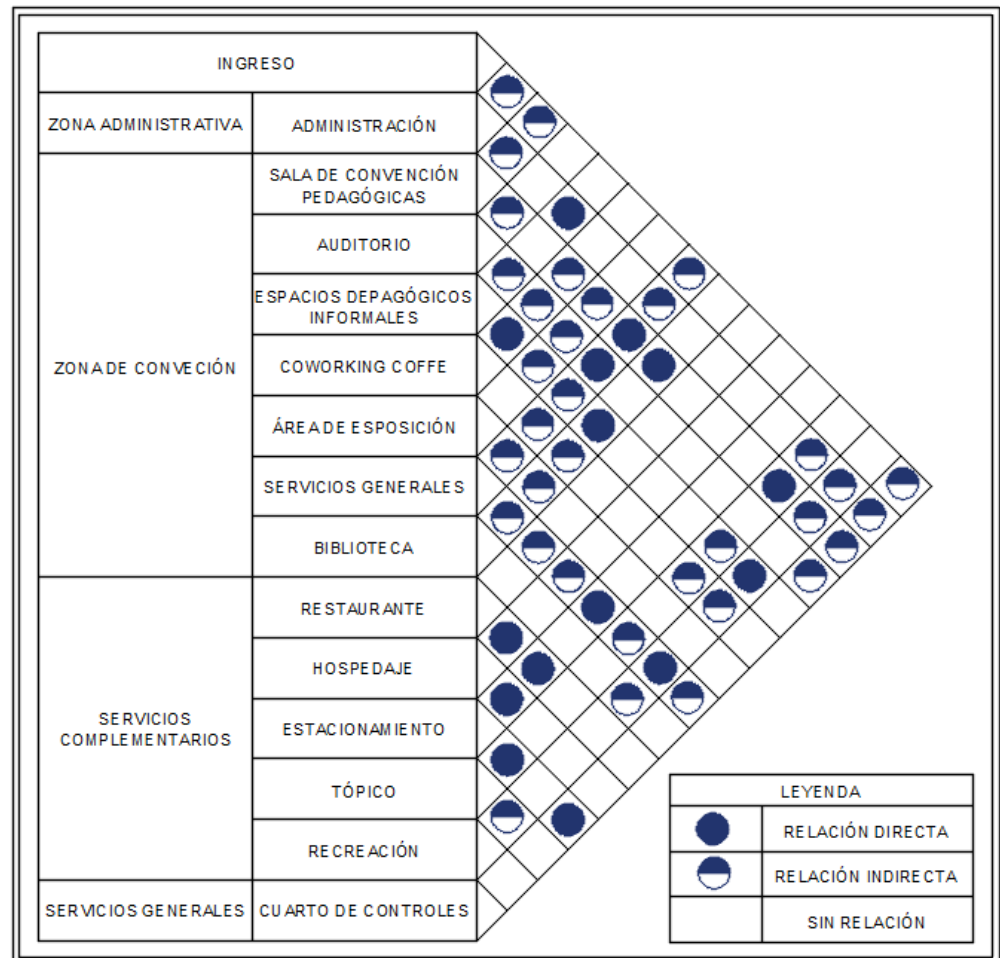 INGRESO
ZONA ADMINISTRATIVA
ADMINISTRACIÓN
ZONA DE CONVECIÓN
SALA DE CONVENCIÓN
PEDAGÓGICAS
AUDITORIO
ESPACIOS DEPAGÓGICOS
INFORMALES
COWORKING COFFE
ÁREA DE ESPOSICIÓN
SERVICIOS GENERALES
BIBLIOTECA
SERVICIOS
COMPLEMENTARIOS
RESTAURANTE
HOSPEDAJE
ESTACIONAMIENTO
TÓPICO
RECREACIÓN
SERVICIOS GENERALES
CUARTO DE CONTROLES
LEYENDA
RELACIÓN DIRECTA
RELACIÓN INDIRECTA
SIN RELACIÓN